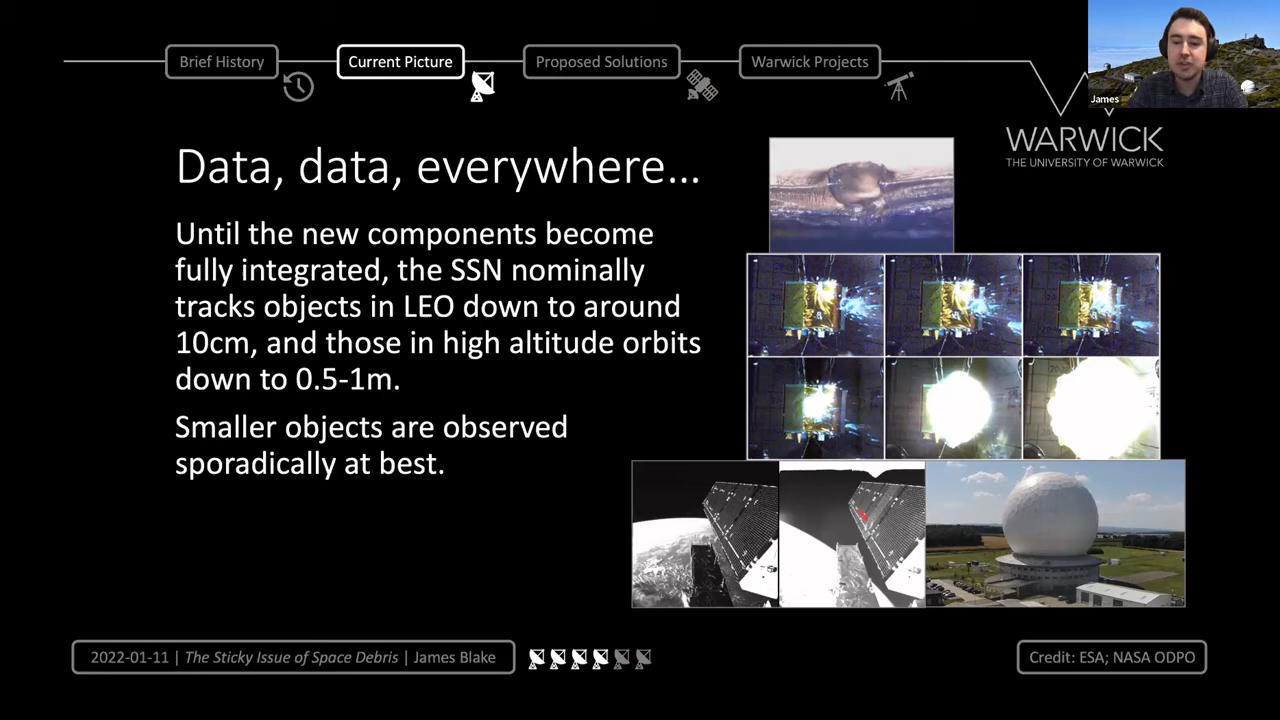 Brief History
Current Picture
Proposed Solutions
Warwick Projects
James
WARWICK
THE UNIVERSITY OF WARWICK
Data, data, everywhere...
Until the new components become
fully integrated, the SSN nominally
tracks objects in LEO down to around
10cm, and those in high altitude orbits
down to 0.5-1m.
Smaller objects are observed
sporadically at best.
2022-01-11 | The Sticky Issue of Space Debris | James Blake
Credit: ESA; NASA ODPO